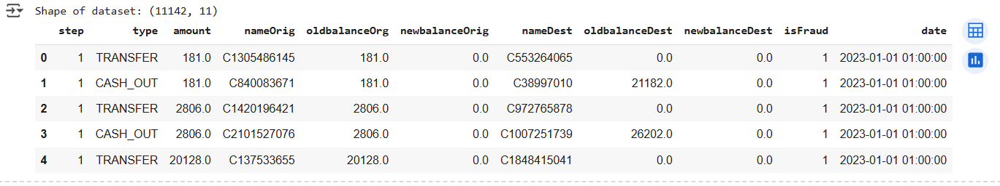 Shape of dataset: (11142, 11)
step type amount nameOrig oldbalanceOrg newbalanceOrig nameDest oldbalanceDest newbalanceDest isFraud date
0 1 TRANSFER 181.0 C1305486145 181.0 0.0 C553264065 0.0 0.0 1 2023-01-01 01:00:00
1 1 CASH_OUT 181.0 C840083671 181.0 0.0 C38997010 21182.0 0.0 1 2023-01-01 01:00:00
2 1 TRANSFER 2806.0 C1420196421 2806.0 0.0 C972765878 0.0 0.0 1 2023-01-01 01:00:00
3 1 CASH_OUT 2806.0 C2101527076 2806.0 0.0 C1007251739 26202.0 0.0 1 2023-01-01 01:00:00
4 1 TRANSFER 20128.0 C137533655 20128.0 0.0 C1848415041 0.0 0.0 1 2023-01-01 01:00:00